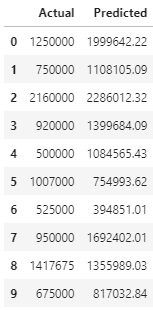 Actual Predicted
0 1250000 1999642.22
1 750000 1108105.09
2 2160000 2286012.32
3 920000 1399684.09
4 500000 1084565.43
5 1007000 754993.62
6 525000 394851.01
7 950000 1692402.01
8 1417675 1355989.03
9 675000 817032.84